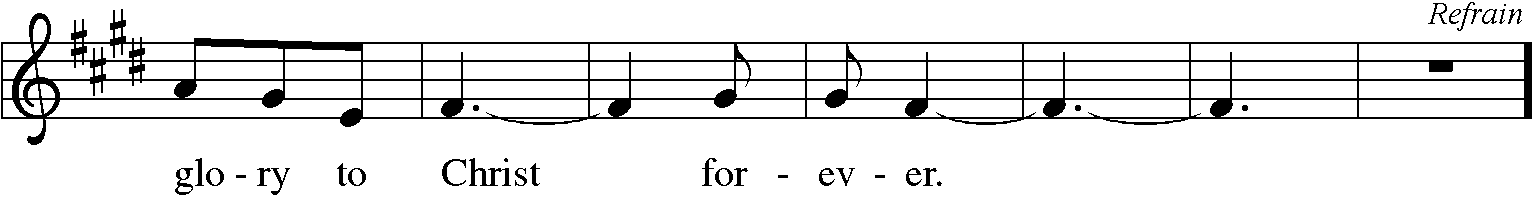 Refrain
glo - ry to Christ for - ev - er.